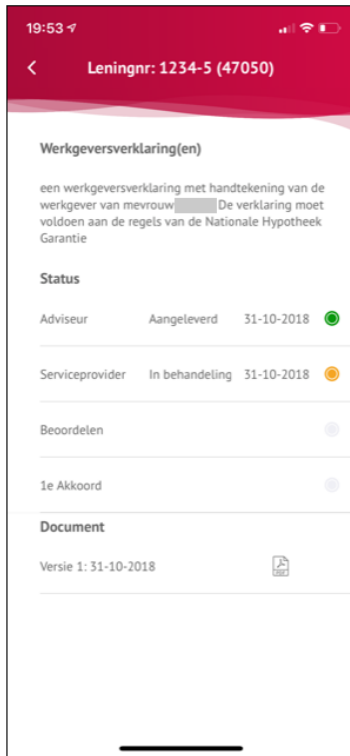 19:53
Leningnr: 1234-5 (47050)
Werkgeversverklaring(en)
een werkgeversverklaring met handtekening van de
werkgever van mevrouw De verklaring moet
voldoen aan de regels van de Nationale Hypotheek
Garantie
Status
Adviseur Aangeleverd 31-10-2018
Serviceprovider In behandeling 31-10-2018
Beoordelen
1e Akkoord
Document
Versie 1: 31-10-2018
PDF